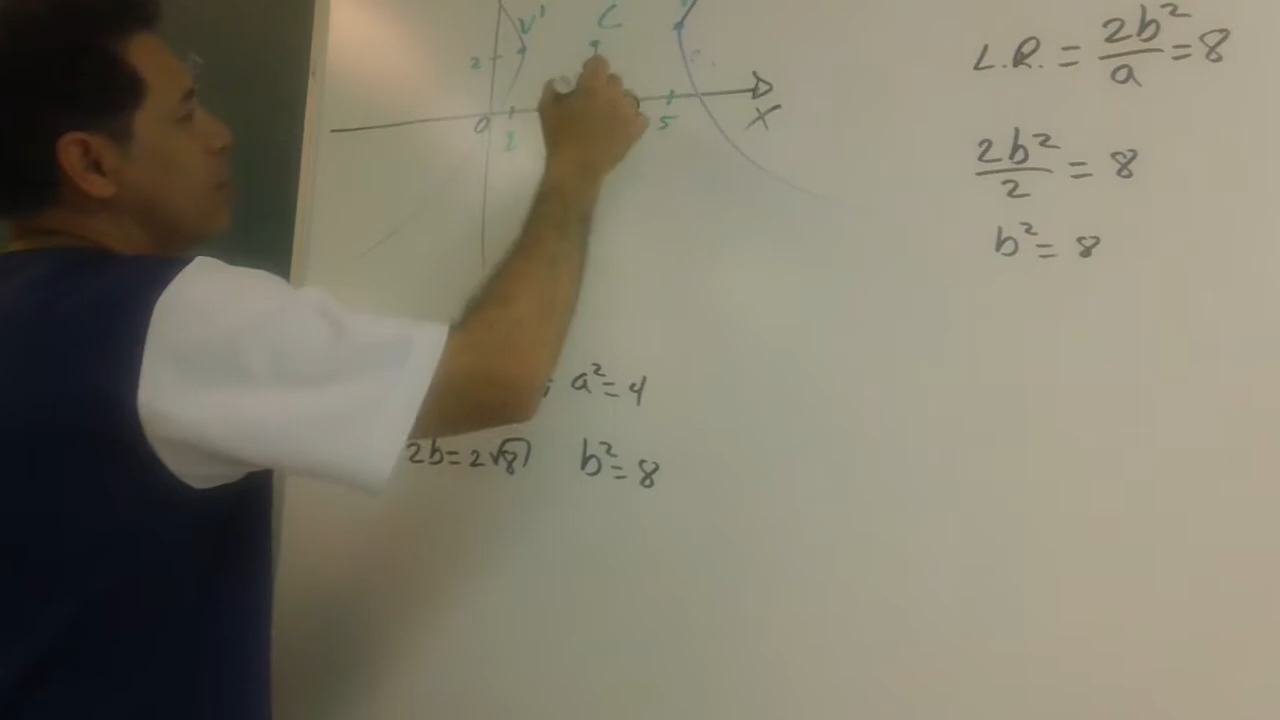 V'
C
2
0
1
5
X
L.R. = 2b²/a = 8
2b²/2 = 8
b² = 8
; a² = 4
2b = 2√8
b² = 8